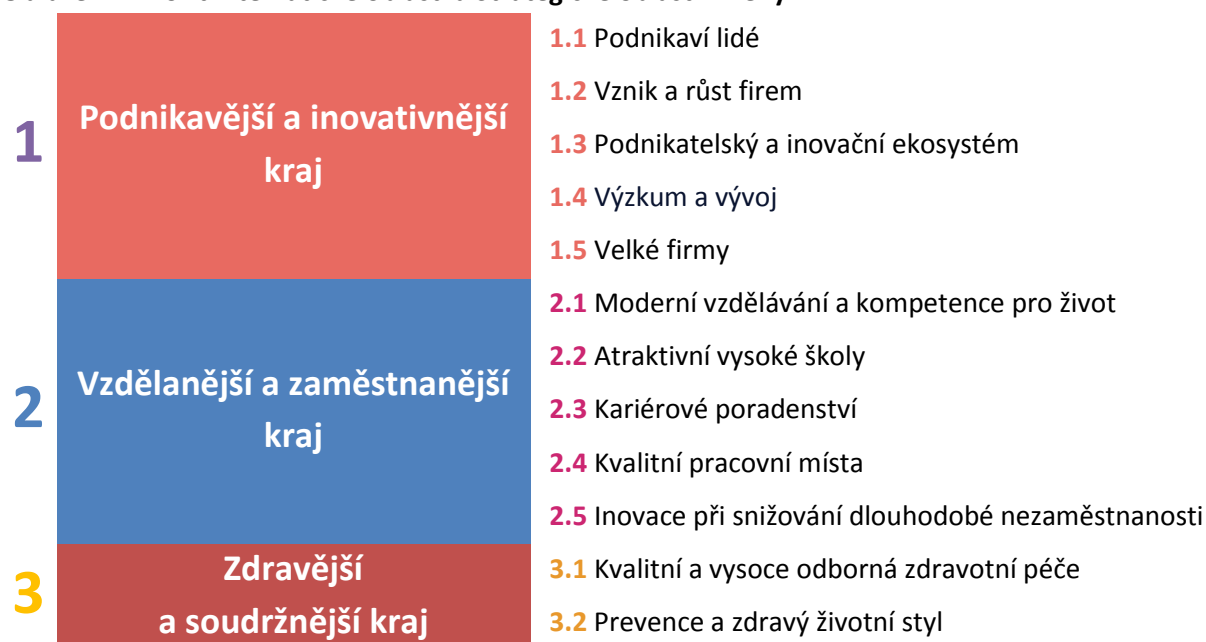 1
Podnikavější a inovativnější
kraj
1.1 Podnikaví lidé
1.2 Vznik a růst firem
1.3 Podnikatelský a inovační ekosystém
1.4 Výzkum a vývoj
1.5 Velké firmy
2
Vzdělanější a zaměstnanější
kraj
2.1 Moderní vzdělávání a kompetence pro život
2.2 Atraktivní vysoké školy
2.3 Kariérové poradenství
2.4 Kvalitní pracovní místa
2.5 Inovace při snižování dlouhodobé nezaměstnanosti
3
Zdravější
a soudržnější kraj
3.1 Kvalitní a vysoce odborná zdravotní péče
3.2 Prevence a zdravý životní styl